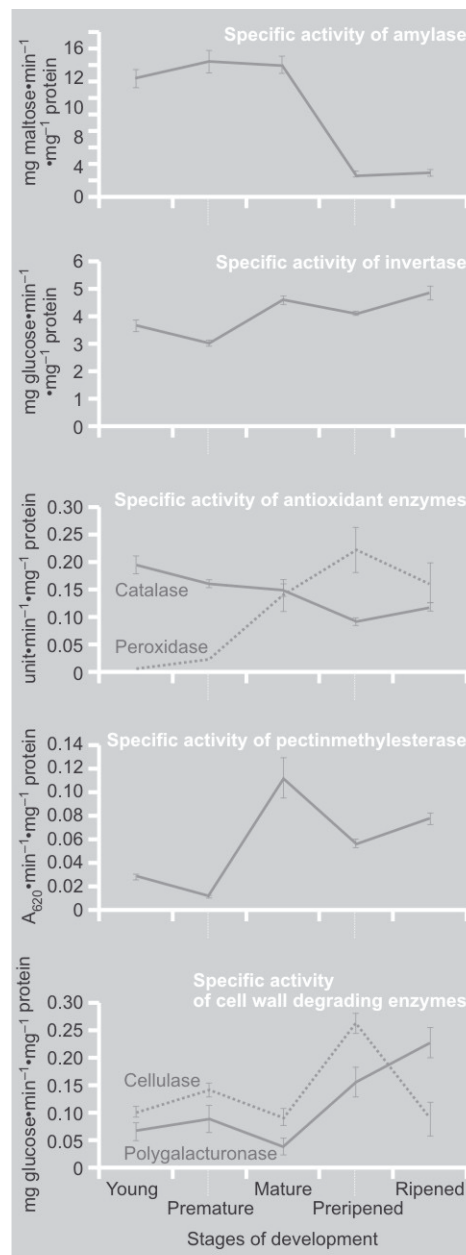 Specific activity of amylase
mg maltose•min⁻¹
•mg⁻¹ protein
16
12
10
8
4
0
Specific activity of invertase
mg glucose•min⁻¹
•mg⁻¹ protein
6
5
4
3
2
1
0
Specific activity of antioxidant enzymes
unit•min⁻¹•mg⁻¹ protein
0.30
0.25
0.20
0.15
0.10
0.05
0
Catalase
Peroxidase
Specific activity of pectinmethylesterase
A₆₂₀•min⁻¹•mg⁻¹ protein
0.14
0.12
0.10
0.08
0.06
0.04
0.02
0
Specific activity
of cell wall degrading enzymes
mg glucose•min⁻¹•mg⁻¹ protein
0.30
0.25
0.20
0.15
0.10
0.05
0
Cellulase
Polygalacturonase
Young
Premature
Mature
Preripened
Ripened
Stages of development